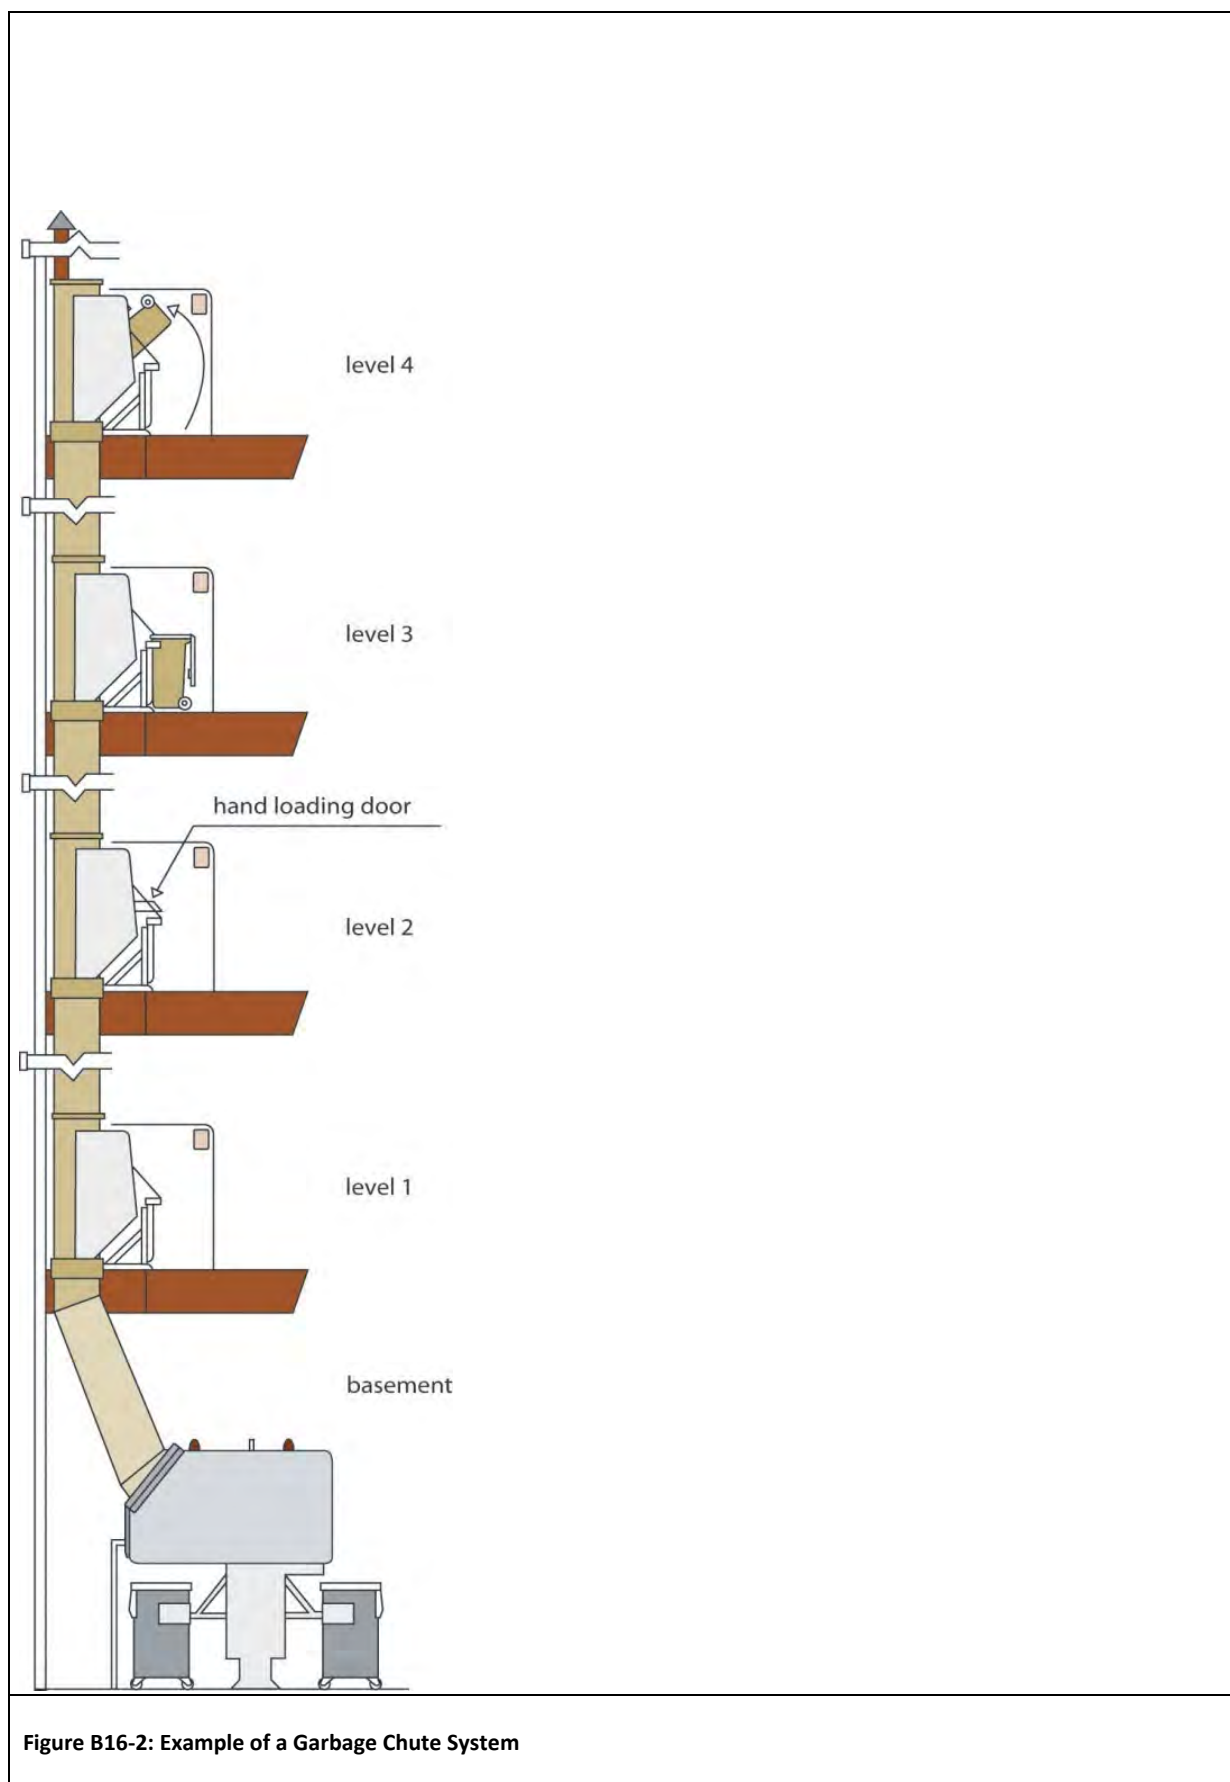 level 4
level 3
hand loading door
level 2
level 1
basement
Figure B16-2: Example of a Garbage Chute System